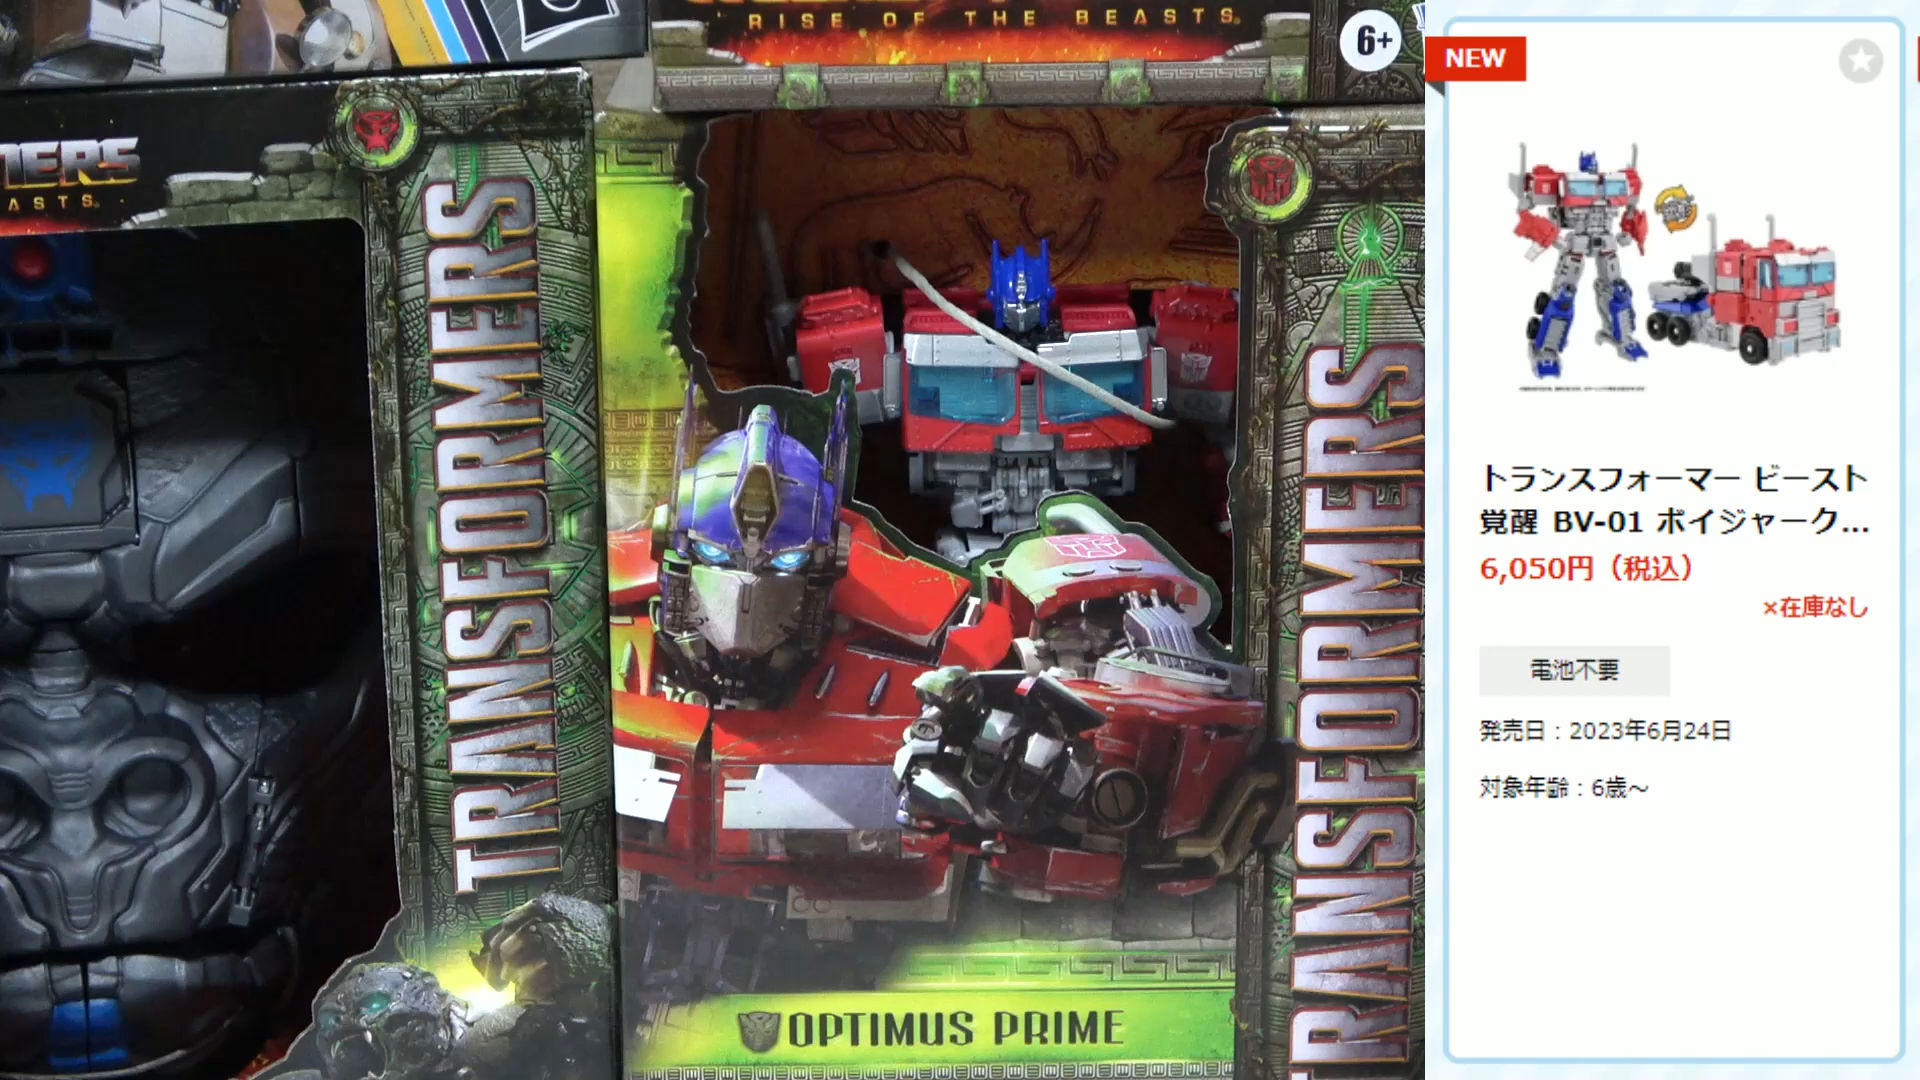 RISE OF THE BEASTS
6+
TRANSFORMERS
OPTIMUS PRIME
NEW
トランスフォーマー ビースト
覚醒 BV-01 ボイジャーク...
6,050円（税込）
×在庫なし
電池不要
発売日：2023年6月24日
対象年齢：6歳～